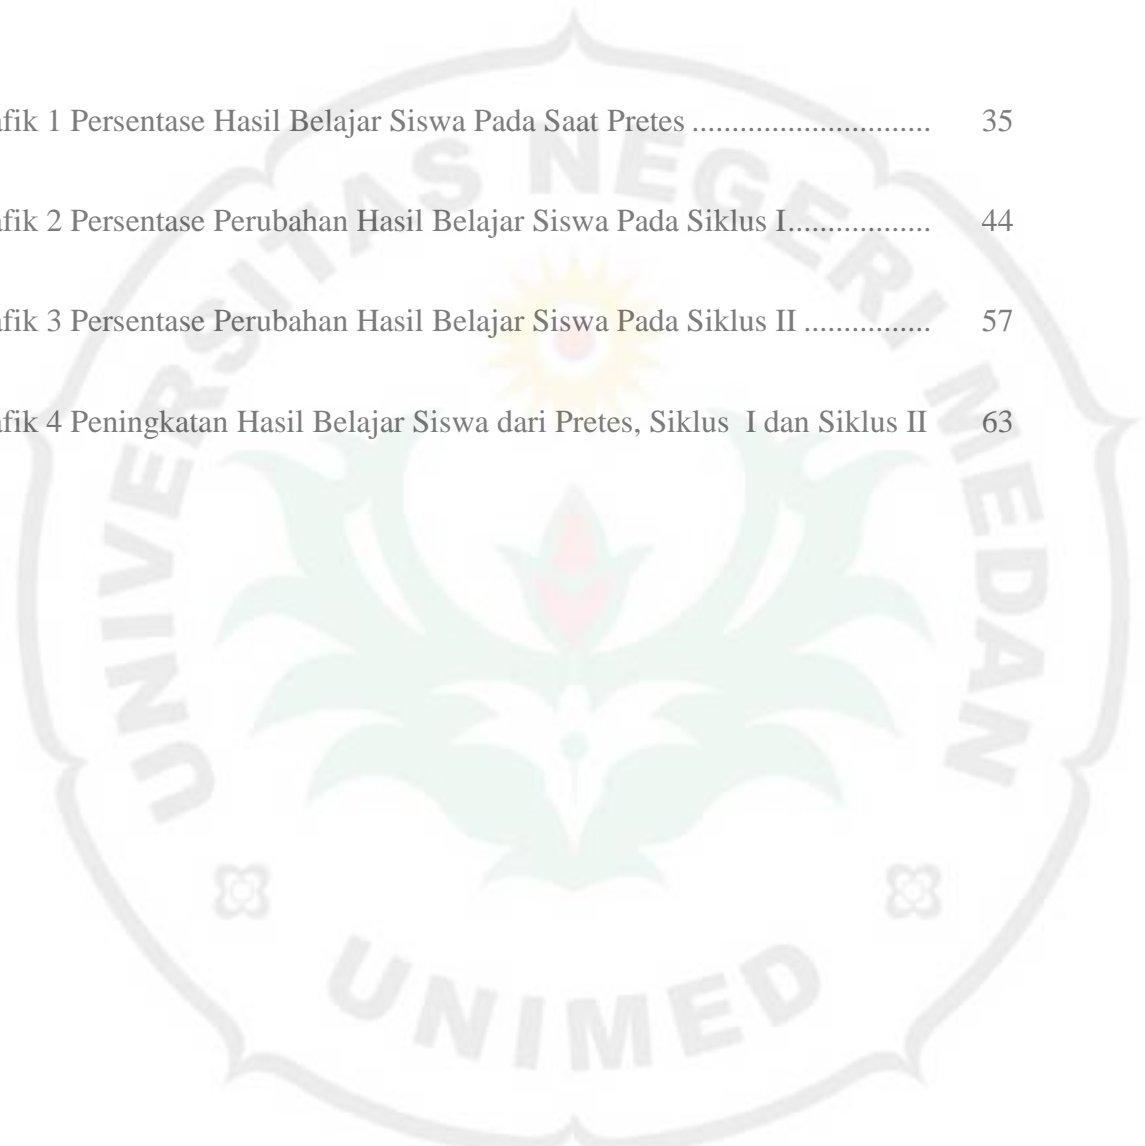 afik 1 Persentase Hasil Belajar Siswa Pada Saat Pretes .............................. 35
afik 2 Persentase Perubahan Hasil Belajar Siswa Pada Siklus I.................. 44
afik 3 Persentase Perubahan Hasil Belajar Siswa Pada Siklus II ................ 57
afik 4 Peningkatan Hasil Belajar Siswa dari Pretes, Siklus I dan Siklus II 63
UNIVERSITAS NEGERI MEDAN
UNIMED